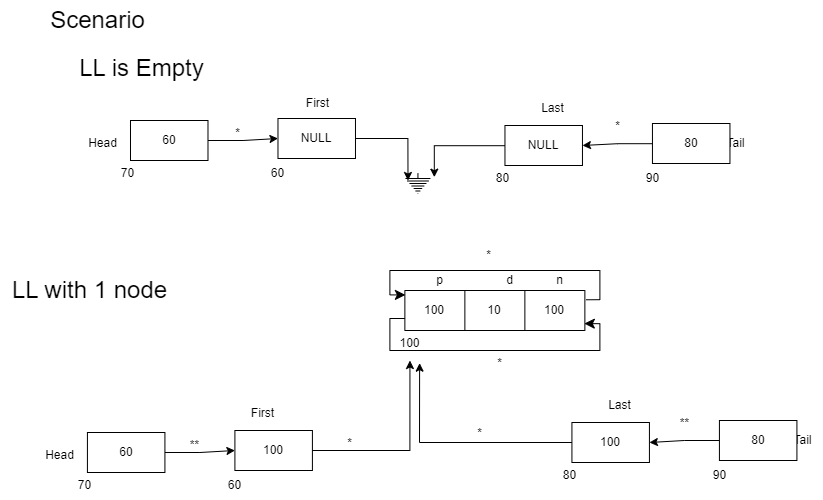 Scenario
LL is Empty
First
Last
Head
60
*
NULL
NULL
*
80
Tail
70
60
80
90
*
LL with 1 node
p d n
100 10 100
100
*
First
Last
Head
60
**
100
*
*
100
**
80
Tail
70
60
80
90